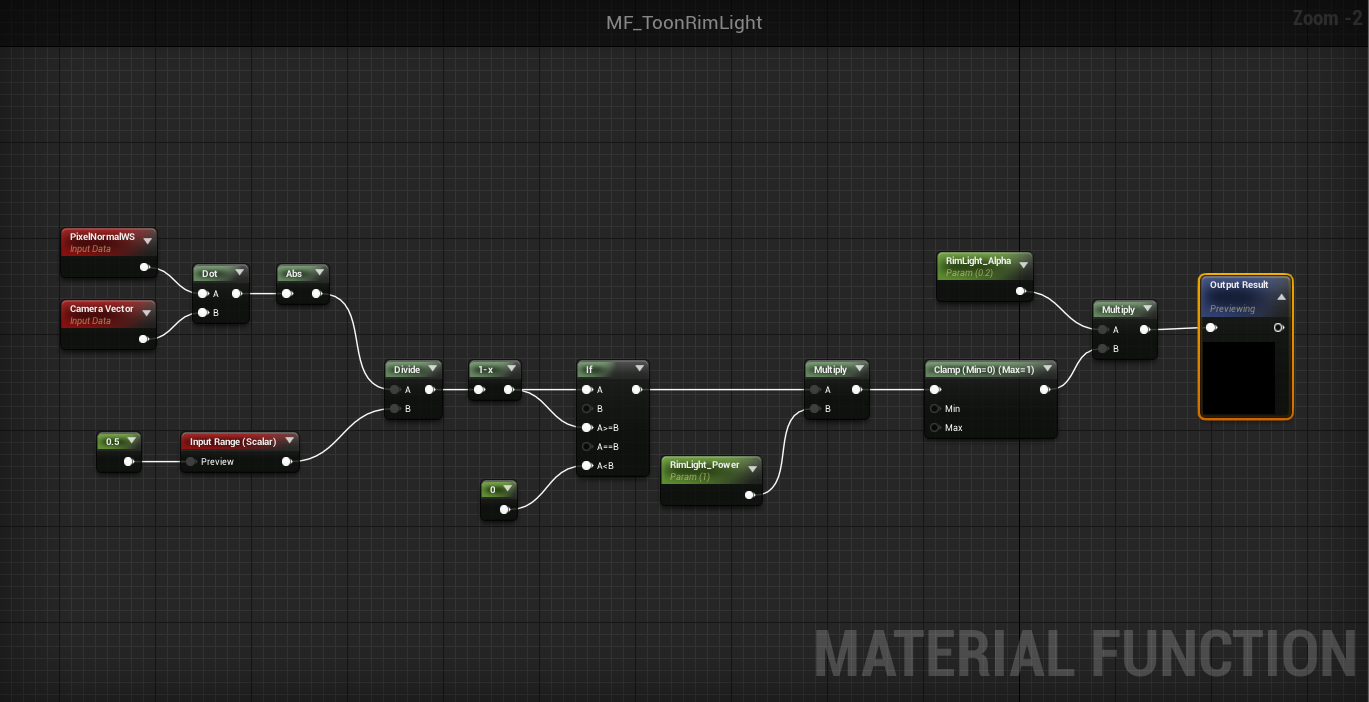 MF_ToonRimLight
Zoom -2
PixelNormalWS
Input Data
Camera Vector
Input Data
Dot
A
B
Abs
Divide
A
B
0.5
Input Range (Scalar)
Preview
1-x
If
A
B
A>=B
A==B
A<B
0
RimLight_Power
Param (1)
Multiply
A
B
Clamp (Min=0) (Max=1)
Min
Max
RimLight_Alpha
Param (0.2)
Multiply
A
B
Output Result
Previewing
MATERIAL FUNCTION